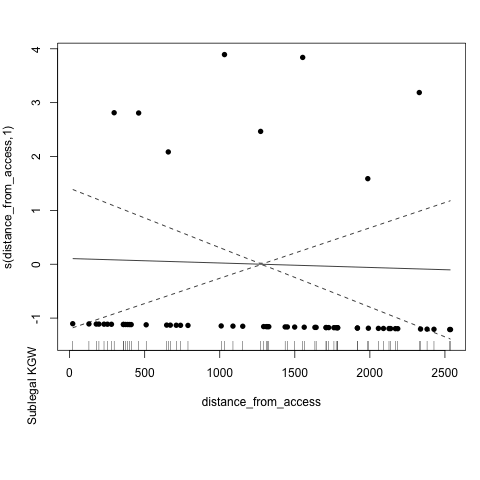 s(distance_from_access,1)
Sublegal KGW
4
3
2
1
0
-1
0 500 1000 1500 2000 2500
distance_from_access